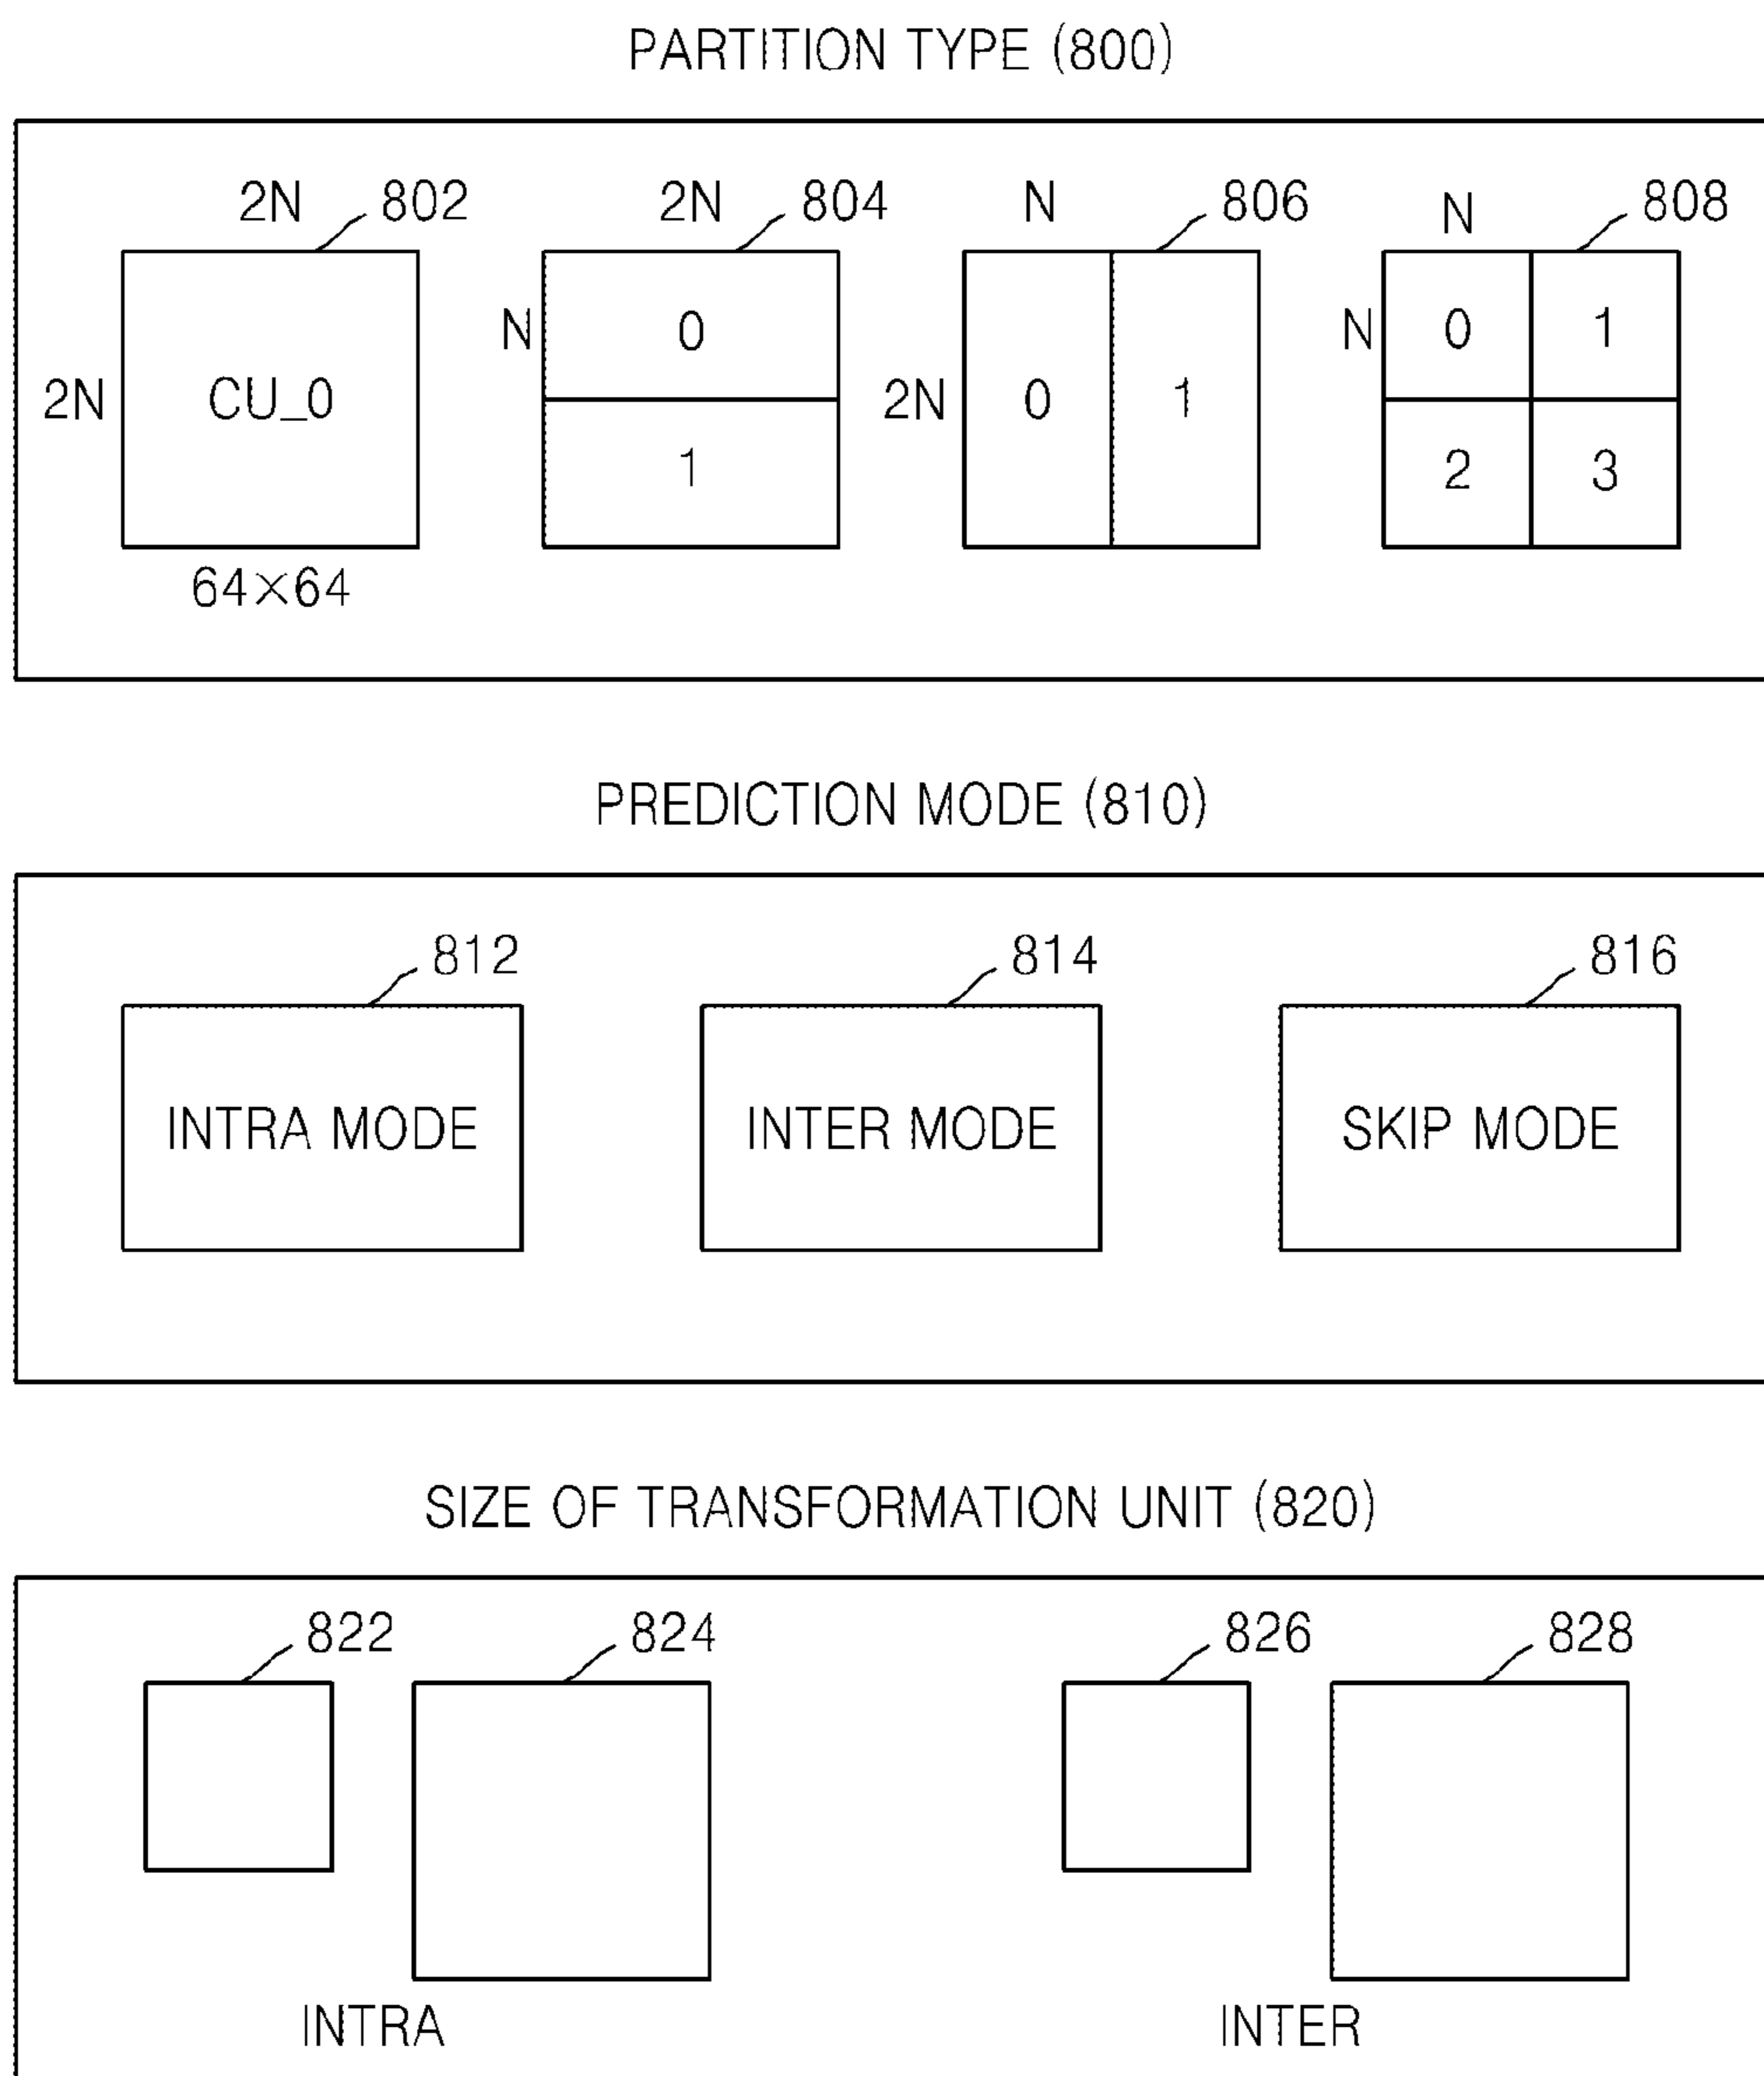 PARTITION TYPE (800)
2N 802 2N 804 N 806 N 808
N 0 N 0 1
2N CU_0 2N 0 1
1 2 3
64×64
PREDICTION MODE (810)
812 814 816
INTRA MODE INTER MODE SKIP MODE
SIZE OF TRANSFORMATION UNIT (820)
822 824 826 828
INTRA INTER